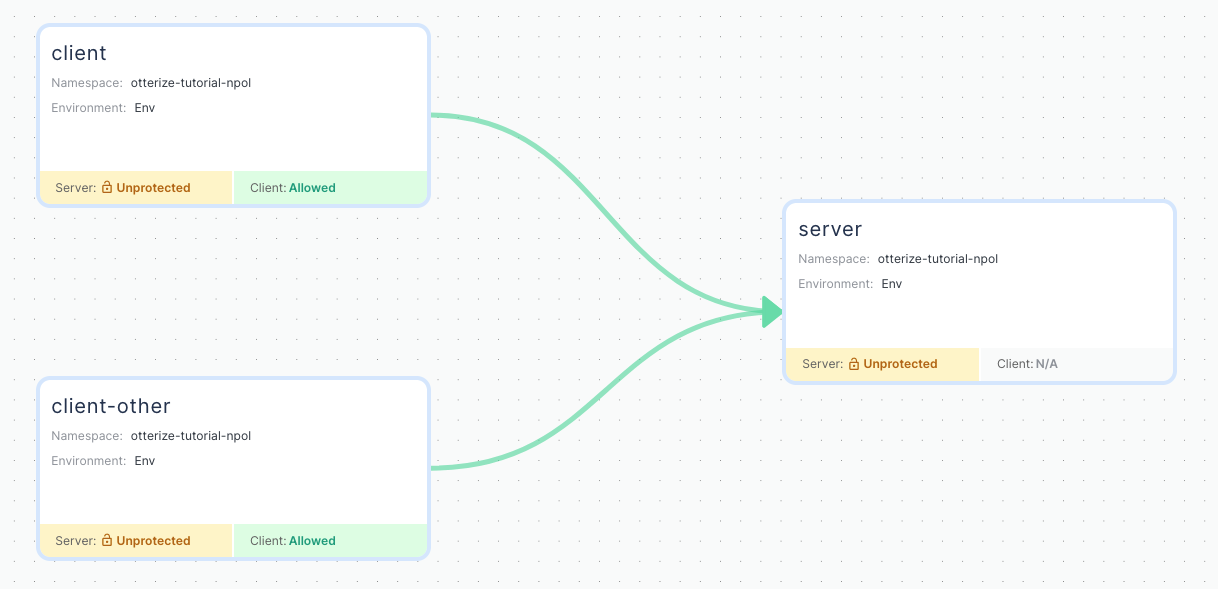 client
Namespace: otterize-tutorial-npol
Environment: Env
Server: Unprotected
Client: Allowed
server
Namespace: otterize-tutorial-npol
Environment: Env
Server: Unprotected
Client: N/A
client-other
Namespace: otterize-tutorial-npol
Environment: Env
Server: Unprotected
Client: Allowed